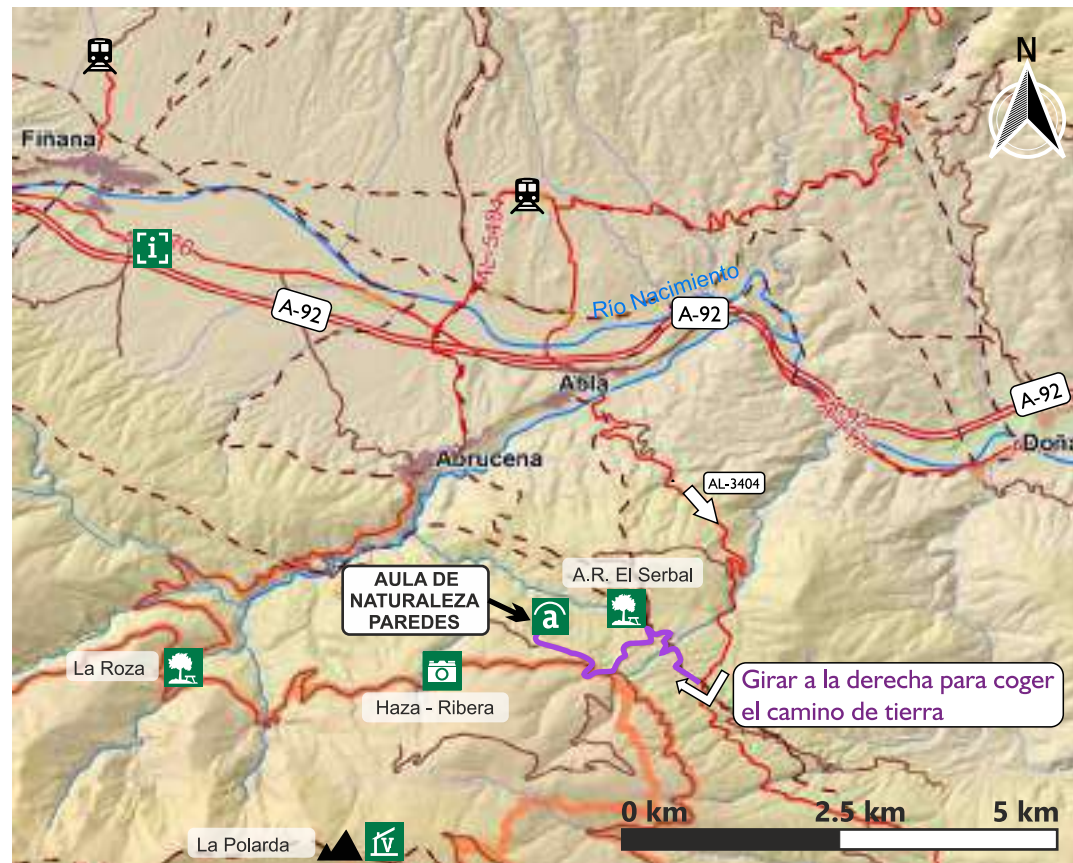 N
Fiñana
i
AL-5404
Río Nacimiento
A-92
A-92
A-92
Abla
Doña
Abrucena
AL-3404
A.R. El Serbal
AULA DE
NATURALEZA
PAREDES
a
La Roza
Haza - Ribera
Girar a la derecha para coger
el camino de tierra
0 km
2.5 km
5 km
La Polarda
V